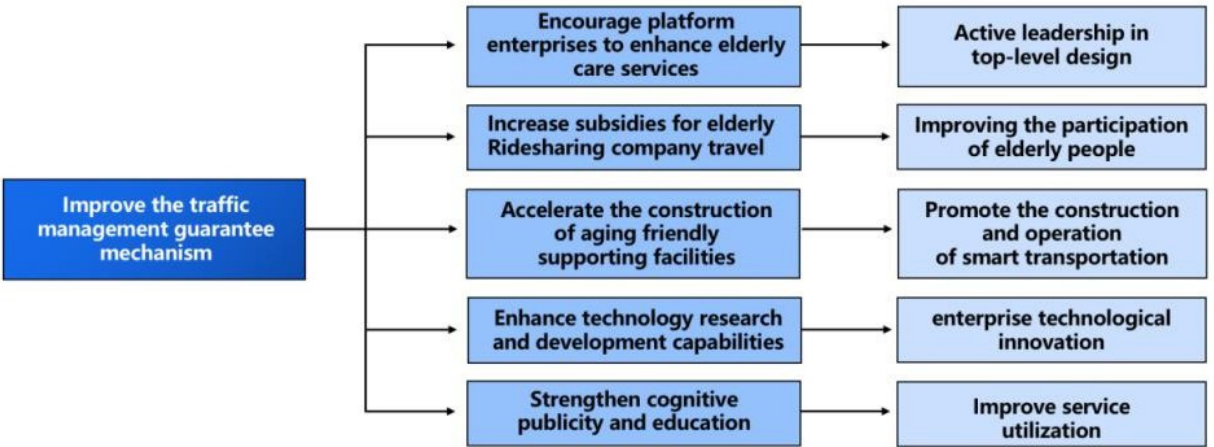 Improve the traffic
management guarantee
mechanism
Encourage platform
enterprises to enhance elderly
care services
Active leadership in
top-level design
Increase subsidies for elderly
Ridesharing company travel
Improving the participation
of elderly people
Accelerate the construction
of aging friendly
supporting facilities
Promote the construction
and operation
of smart transportation
Enhance technology research
and development capabilities
enterprise technological
innovation
Strengthen cognitive
publicity and education
Improve service
utilization